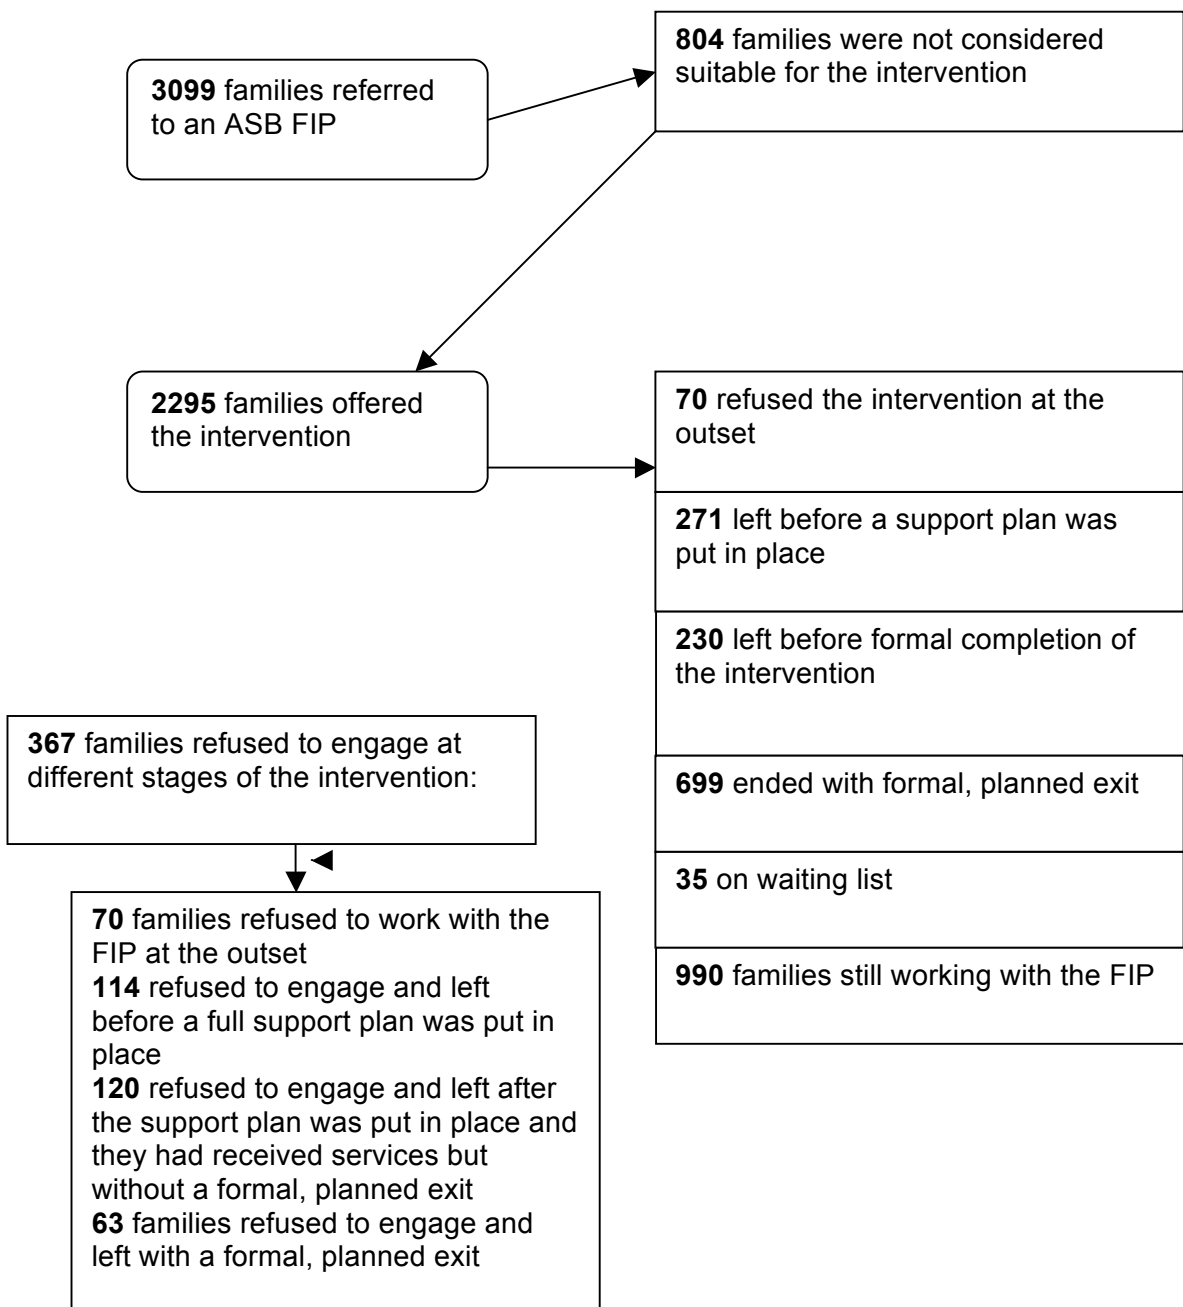 804 families were not considered
suitable for the intervention
3099 families referred
to an ASB FIP
2295 families offered
the intervention
70 refused the intervention at the
outset
271 left before a support plan was
put in place
230 left before formal completion of
the intervention
699 ended with formal, planned exit
35 on waiting list
990 families still working with the FIP
367 families refused to engage at
different stages of the intervention:
70 families refused to work with the
FIP at the outset
114 refused to engage and left
before a full support plan was put in
place
120 refused to engage and left after
the support plan was put in place and
they had received services but
without a formal, planned exit
63 families refused to engage and
left with a formal, planned exit